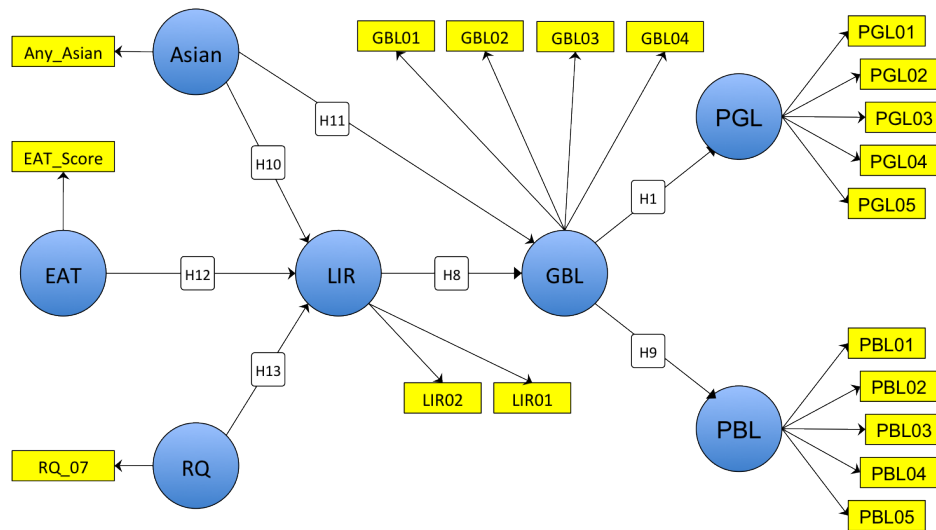 Any_Asian
Asian
GBL01
GBL02
GBL03
GBL04
PGL01
PGL02
PGL03
PGL04
PGL05
PGL
H11
H10
H1
EAT_Score
EAT
H12
LIR
H8
GBL
H13
H9
LIR02
LIR01
RQ_07
RQ
PBL
PBL01
PBL02
PBL03
PBL04
PBL05